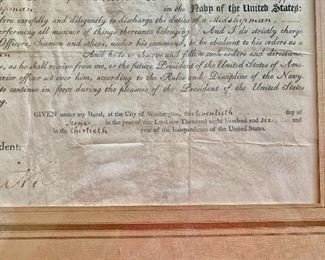 in the Navy of the United States:
fore carefully and diligently to discharge the duties of a Midshipman
erforming all manner of things thereunto belonging. And I do strictly charge
Officers, Seamen and others, under his command, to be obedient to his orders as a
And he is to observe and follow such orders and directions
s, as he shall receive from me, or the future President of the United States of Ame
erior officer set over him, according to the Rules and Discipline of the Navy.
to continue in force during the pleasure of the President of the United States
g.
GIVEN under my Hand, at the City of Washington, this twentieth day of
June in the year of our Lord one Thousand eight hundred and six and
in the thirtieth year of the Independence of the United States.
dent.